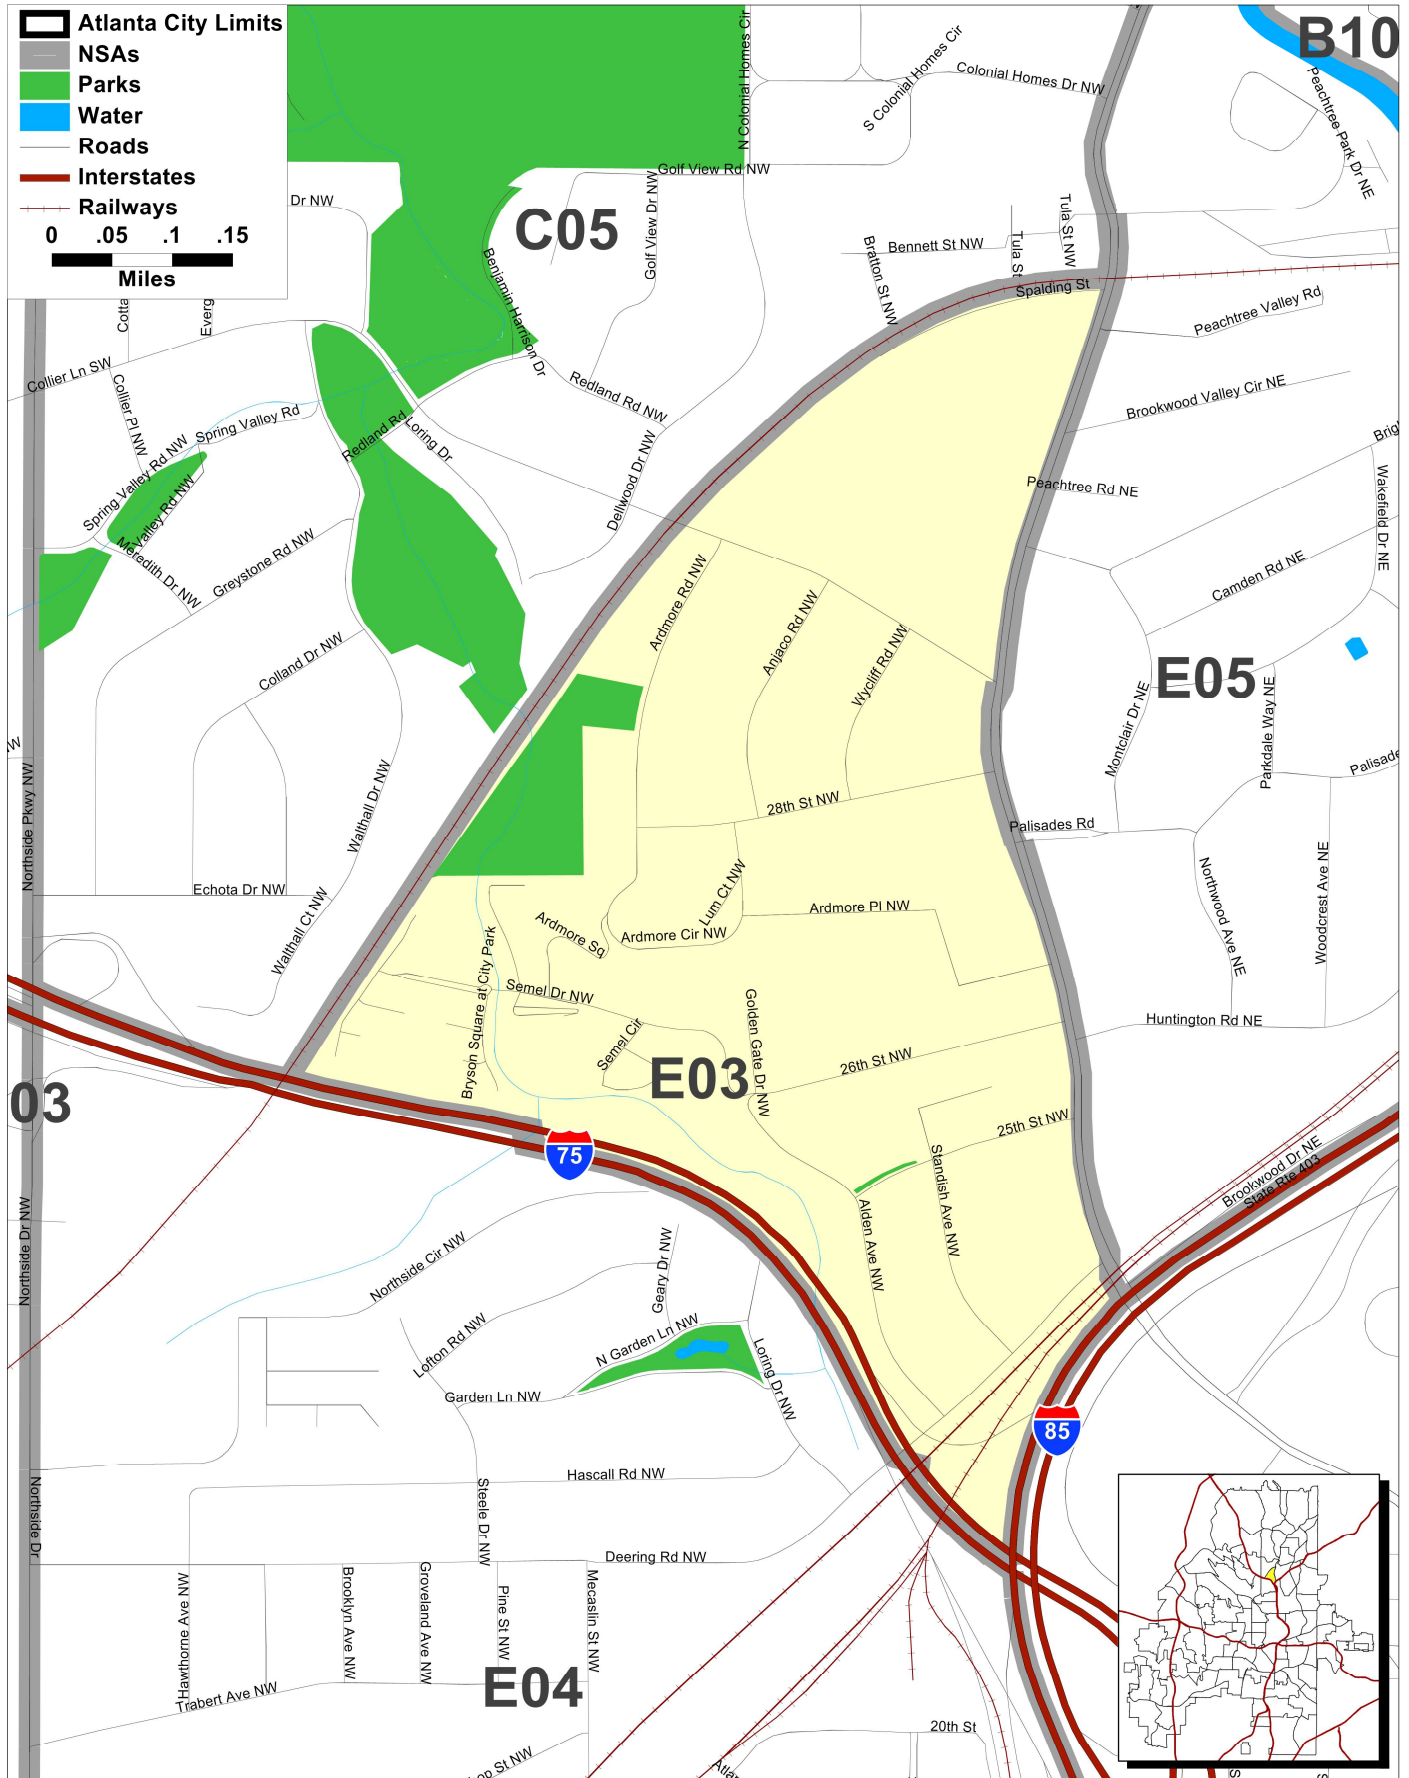 Atlanta City Limits
NSAs
Parks
Water
Roads
Interstates
Railways
0 .05 .1 .15
Miles
B10
C05
E05
E03
03
E04
75
85
N Colonial Homes Cir
S Colonial Homes Cir
Colonial Homes Dr NW
Peachtree Park Dr NE
Golf View Rd NW
Golf View Dr NW
Dr NW
Tula St NW
Tula St
Bennett St NW
Bratton St NW
Spalding St
Benjamin Harrison Dr
Peachtree Valley Rd
Cotta
Everg
Collier Ln SW
Collier Pl NW
Redland Rd NW
Brookwood Valley Cir NE
Spring Valley Rd
Redland Rd
Loring Dr
Brig
Spring Valley Rd NW
Valley Rd NW
Dellwood Dr NW
Peachtree Rd NE
Wakefield Dr NE
Meredith Dr NW
Greystone Rd NW
Ardmore Rd NW
Camden Rd NE
Anjaco Rd NW
Wycliff Rd NW
Colland Dr NW
Montclair Dr NE
Parkdale Way NE
Palisade
W
Northside Pkwy NW
Walthall Dr NW
28th St NW
Palisades Rd
Echota Dr NW
Walthall Ct NW
Lum Ct NW
Ardmore Pl NW
Ardmore Sq
Ardmore Cir NW
Northwood Ave NE
Woodcrest Ave NE
Bryson Square at City Park
Semel Dr NW
Semel Cir
Golden Gate Dr NW
Huntington Rd NE
26th St NW
25th St NW
Standish Ave NW
Alden Ave NW
Brookwood Dr NE
State Rte 403
Northside Dr NW
Northside Cir NW
Geary Dr NW
Lofton Rd NW
N Garden Ln NW
Loring Dr NW
Garden Ln NW
Hascall Rd NW
Northside Dr
Steele Dr NW
Deering Rd NW
Hawthorne Ave NW
Brooklyn Ave NW
Groveland Ave NW
Pine St NW
Mecaslin St NW
Trabert Ave NW
20th St
op St NW
Atla
S
S